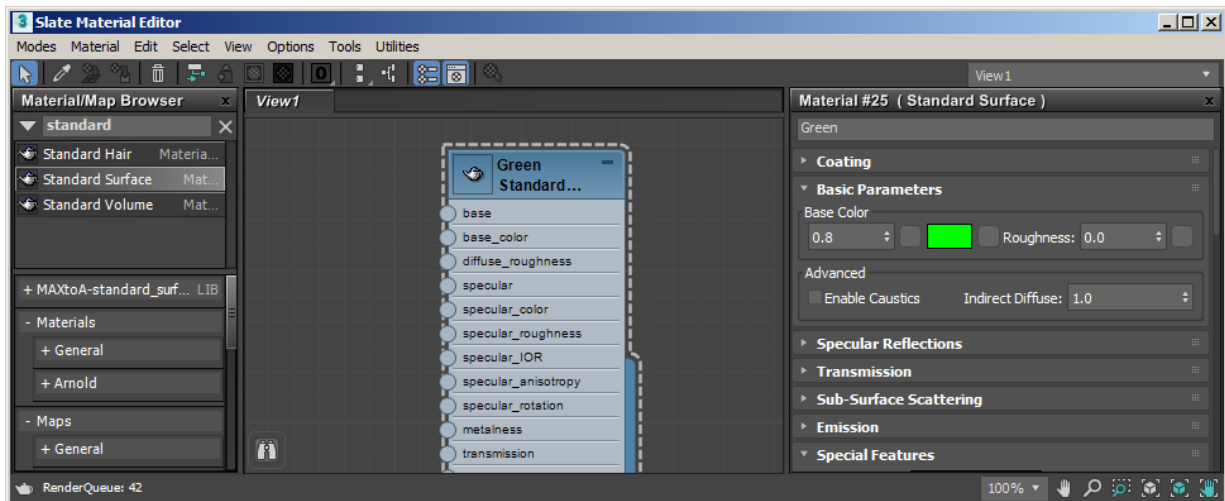 3 Slate Material Editor
Modes Material Edit Select View Options Tools Utilities
0
View1
Material/Map Browser x
standard
Standard Hair Materia...
Standard Surface Mat...
Standard Volume Mat...
+ MAXtoA-standard_surf... LIB
- Materials
+ General
+ Arnold
- Maps
+ General
View1
Green
Standard...
base
base_color
diffuse_roughness
specular
specular_color
specular_roughness
specular_IOR
specular_anisotropy
specular_rotation
metalness
transmission
Material #25 ( Standard Surface ) x
Green
Coating
Basic Parameters
Base Color
0.8 Roughness: 0.0
Advanced
Enable Caustics Indirect Diffuse: 1.0
Specular Reflections
Transmission
Sub-Surface Scattering
Emission
Special Features
RenderQueue: 42
100%